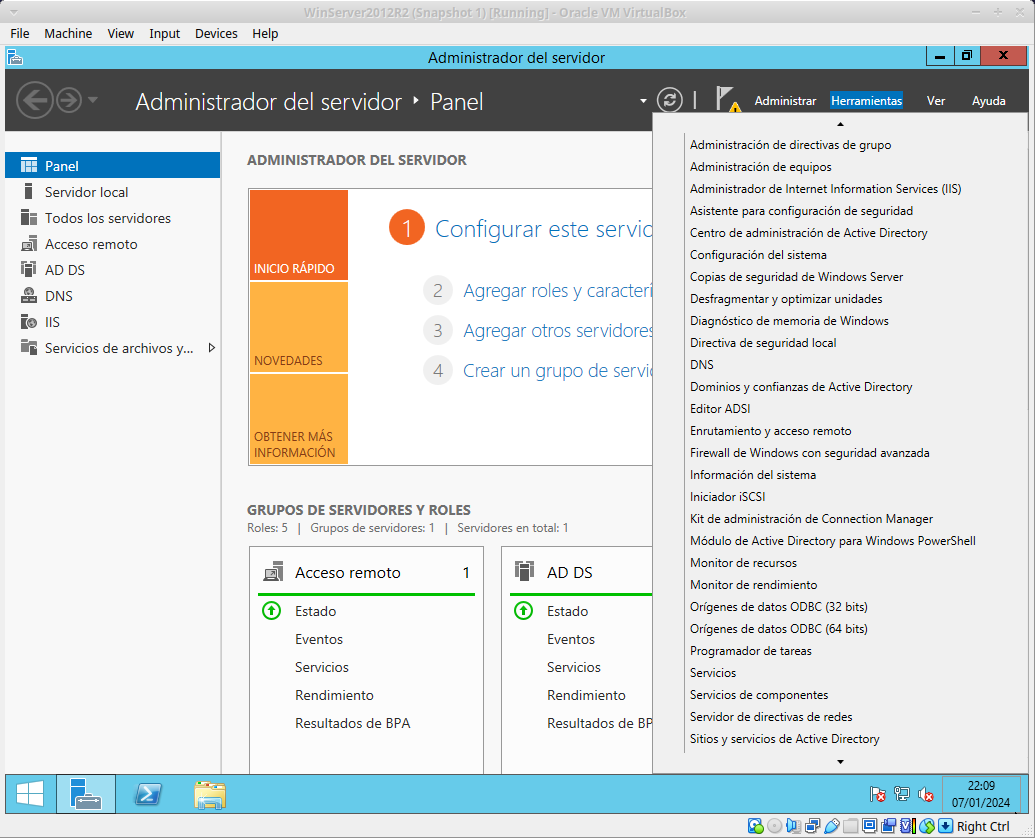 WinServer2012R2 (Snapshot 1) [Running] - Oracle VM VirtualBox
File Machine View Input Devices Help
Administrador del servidor
Administrador del servidor ‣ Panel
Administrar Herramientas Ver Ayuda
Panel
Servidor local
Todos los servidores
Acceso remoto
AD DS
DNS
IIS
Servicios de archivos y...
ADMINISTRADOR DEL SERVIDOR
INICIO RÁPIDO
NOVEDADES
OBTENER MÁS
INFORMACIÓN
1 Configurar este servid
2 Agregar roles y caracterí
3 Agregar otros servidores
4 Crear un grupo de servi
GRUPOS DE SERVIDORES Y ROLES
Roles: 5 | Grupos de servidores: 1 | Servidores en total: 1
Acceso remoto 1
Estado
Eventos
Servicios
Rendimiento
Resultados de BPA
AD DS
Estado
Eventos
Servicios
Rendimiento
Resultados de BP
Administración de directivas de grupo
Administración de equipos
Administrador de Internet Information Services (IIS)
Asistente para configuración de seguridad
Centro de administración de Active Directory
Configuración del sistema
Copias de seguridad de Windows Server
Desfragmentar y optimizar unidades
Diagnóstico de memoria de Windows
Directiva de seguridad local
DNS
Dominios y confianzas de Active Directory
Editor ADSI
Enrutamiento y acceso remoto
Firewall de Windows con seguridad avanzada
Información del sistema
Iniciador iSCSI
Kit de administración de Connection Manager
Módulo de Active Directory para Windows PowerShell
Monitor de recursos
Monitor de rendimiento
Orígenes de datos ODBC (32 bits)
Orígenes de datos ODBC (64 bits)
Programador de tareas
Servicios
Servicios de componentes
Servidor de directivas de redes
Sitios y servicios de Active Directory
22:09
07/01/2024
Right Ctrl